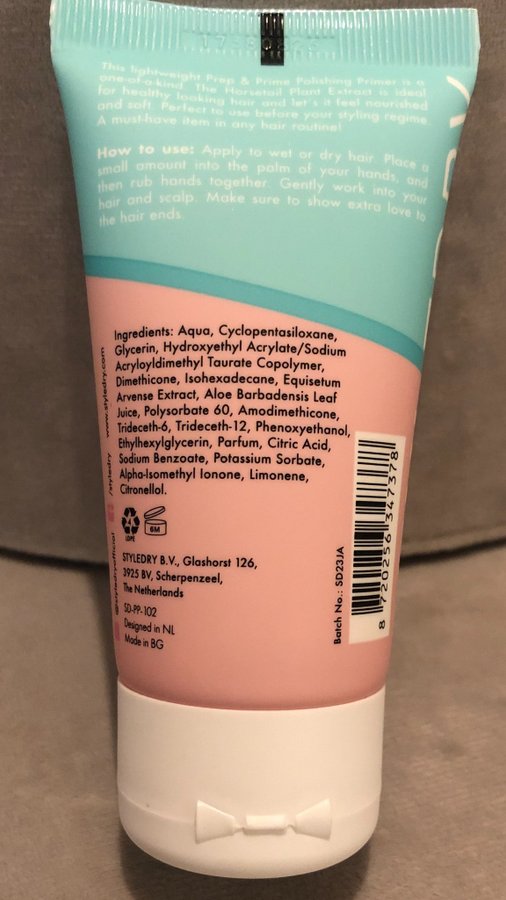 This lightweight Prep & Prime Polishing Primer is a
one-of-a-kind. The Horsetail Plant Extract is ideal
for healthy looking hair and let's it feel nourished
and soft. Perfect to use before your styling regime.
A must-have item in any hair routine!
How to use: Apply to wet or dry hair. Place a
small amount into the palm of your hands, and
then rub hands together. Gently work into your
hair and scalp. Make sure to show extra love to
the hair ends.
Ingredients: Aqua, Cyclopentasiloxane,
Glycerin, Hydroxyethyl Acrylate/Sodium
Acryloyldimethyl Taurate Copolymer,
Dimethicone, Isohexadecane, Equisetum
Arvense Extract, Aloe Barbadensis Leaf
Juice, Polysorbate 60, Amodimethicone,
Trideceth-6, Trideceth-12, Phenoxyethanol,
Ethylhexylglycerin, Parfum, Citric Acid,
Sodium Benzoate, Potassium Sorbate,
Alpha-Isomethyl Ionone, Limonene,
Citronellol.
4
LDPE
6M
STYLEDRY B.V., Glashorst 126,
3925 BV, Scherpenzeel,
The Netherlands
SD-PP-102
Designed in NL
Made in BG
@styledryofficial
/styledry
www.styledry.com
Batch No.: SD23JA
8 720256 347378